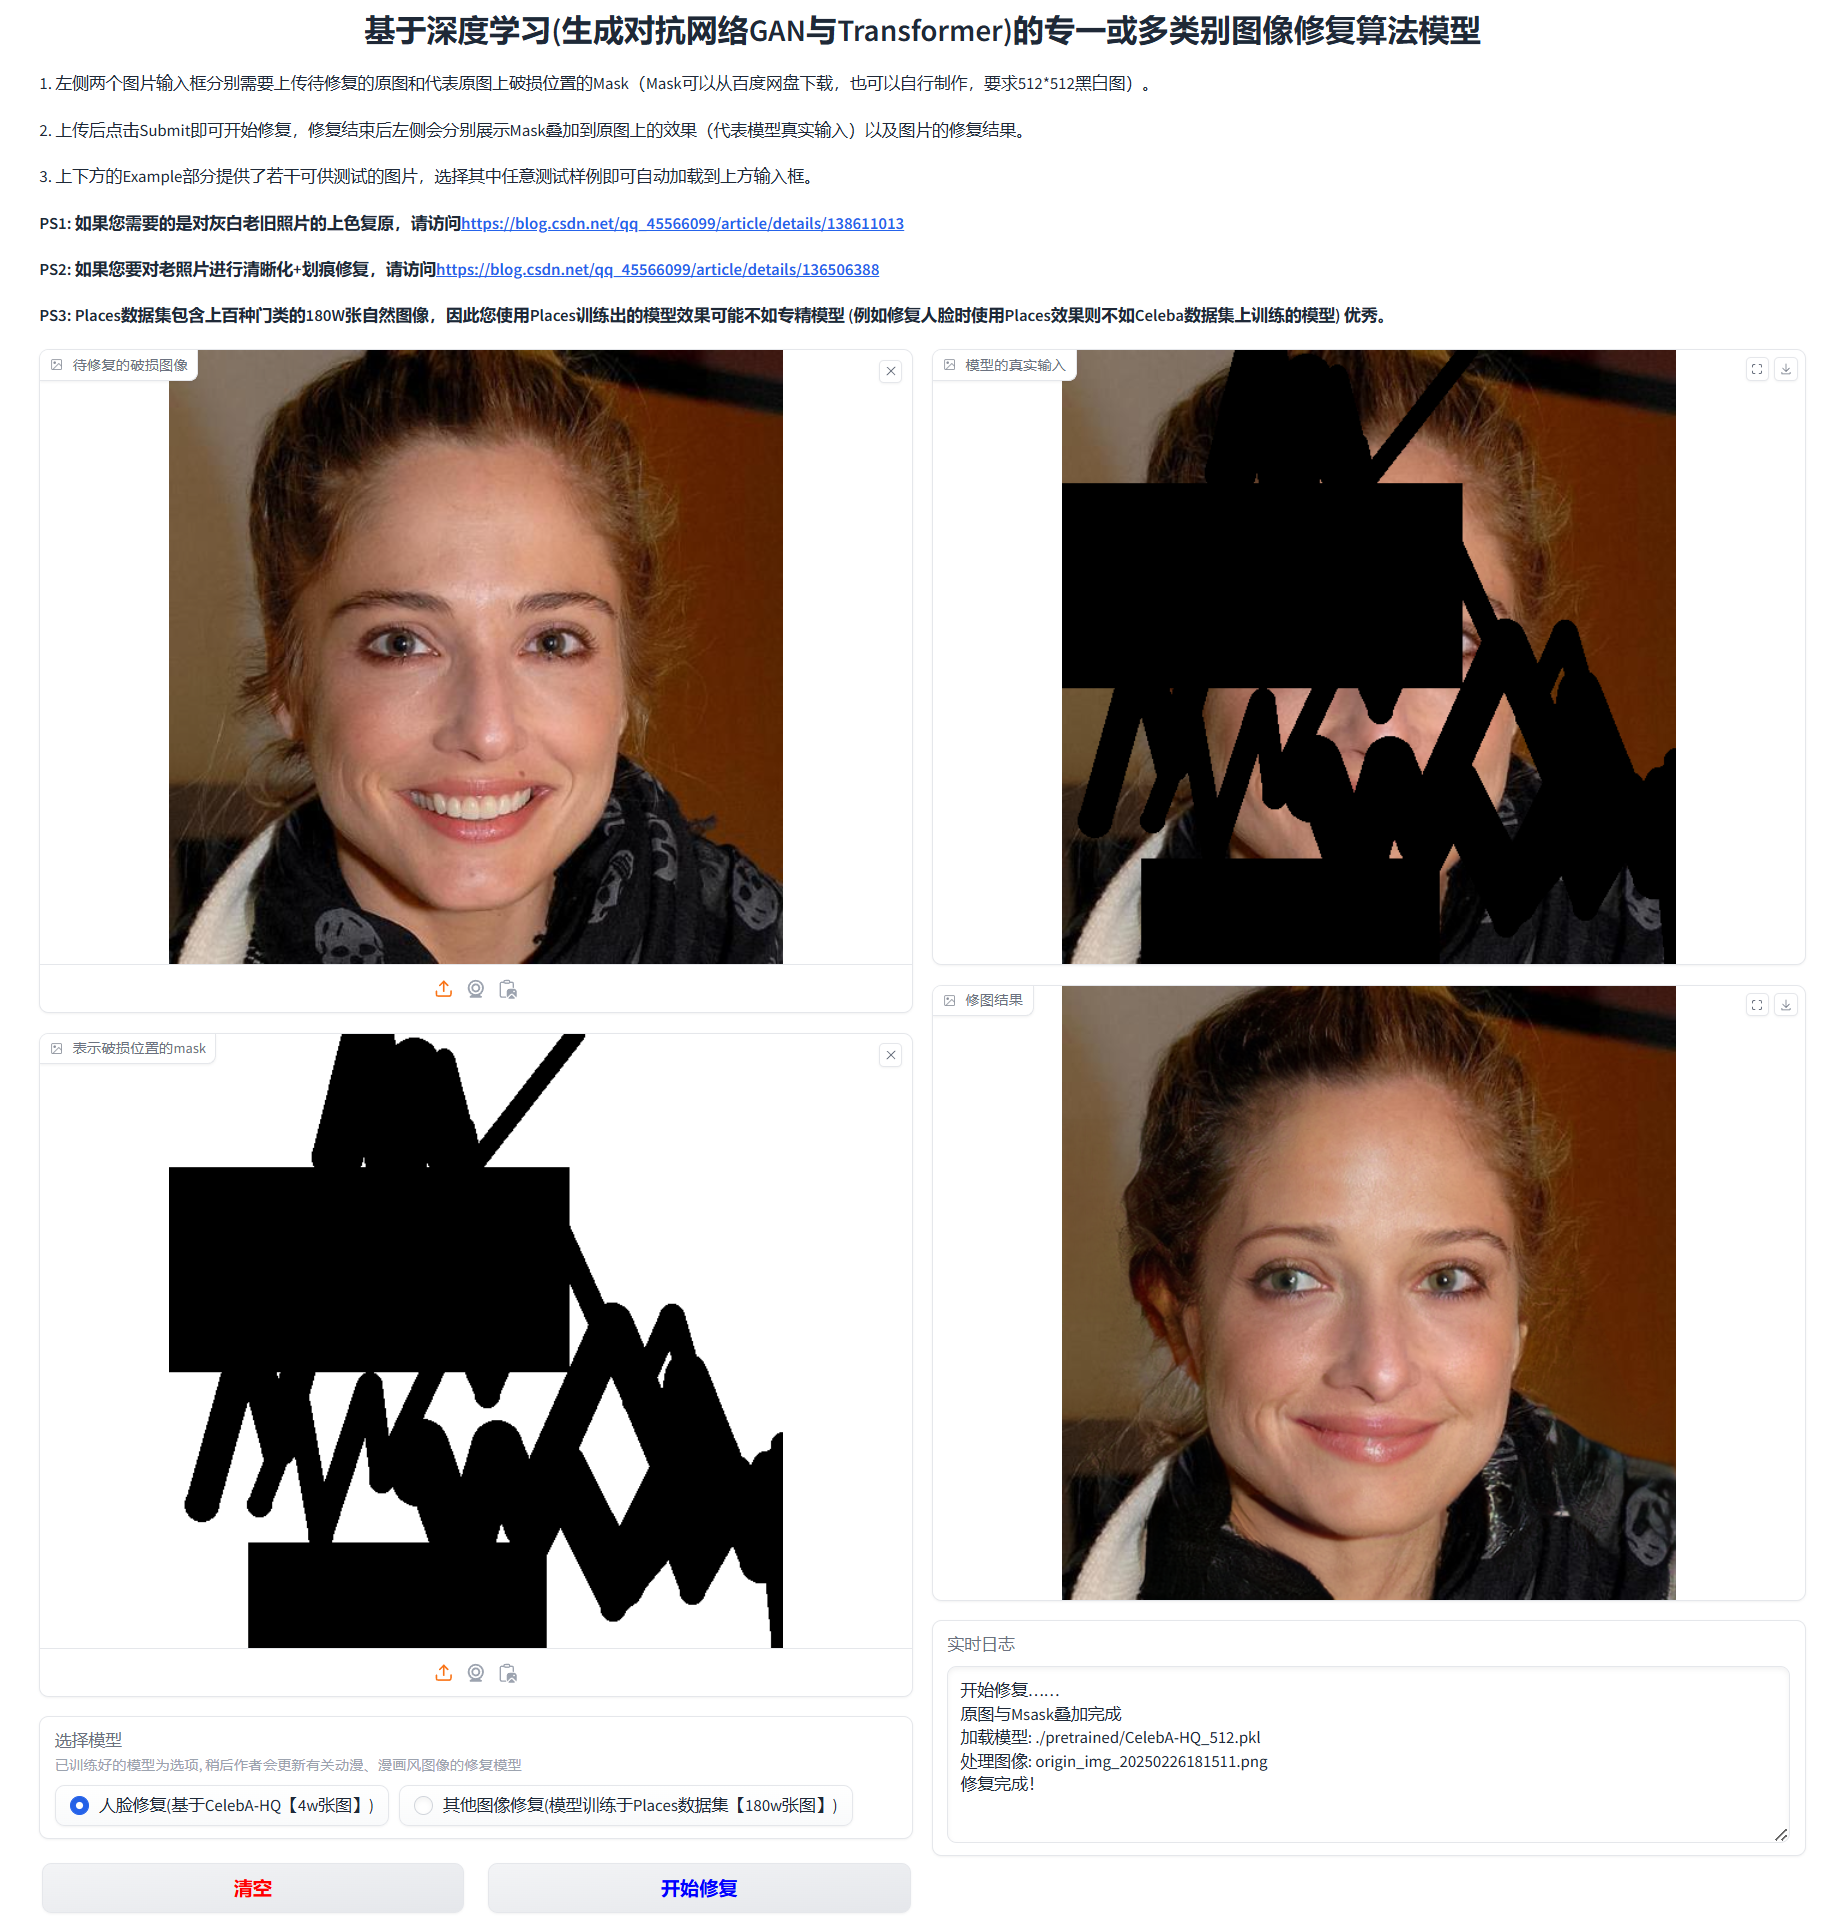 基于深度学习(生成对抗网络GAN与Transformer)的专一或多类别图像修复算法模型
1. 左侧两个图片输入框分别需要上传待修复的原图和代表原图上破损位置的Mask（Mask可以从百度网盘下载，也可以自行制作，要求512*512黑白图）。
2. 上传后点击Submit即可开始修复，修复结束后左侧会分别展示Mask叠加到原图上的效果（代表模型真实输入）以及图片的修复结果。
3. 上下方的Example部分提供了若干可供测试的图片，选择其中任意测试样例即可自动加载到上方输入框。
PS1: 如果您需要的是对灰白老旧照片的上色复原，请访问https://blog.csdn.net/qq_45566099/article/details/138611013
PS2: 如果您要对老照片进行清晰化+划痕修复，请访问https://blog.csdn.net/qq_45566099/article/details/136506388
PS3: Places数据集包含上百种门类的180W张自然图像，因此您使用Places训练出的模型效果可能不如专精模型 (例如修复人脸时使用Places效果则不如Celeba数据集上训练的模型) 优秀。
待修复的破损图像
模型的真实输入
修图结果
表示破损位置的mask
实时日志
开始修复......
原图与Msask叠加完成
加载模型: ./pretrained/CelebA-HQ_512.pkl
处理图像: origin_img_20250226181511.png
修复完成!
选择模型
已训练好的模型为选项, 稍后作者会更新有关动漫、漫画风图像的修复模型
人脸修复(基于CelebA-HQ【4w张图】)
其他图像修复(模型训练于Places数据集【180w张图】)
清空
开始修复